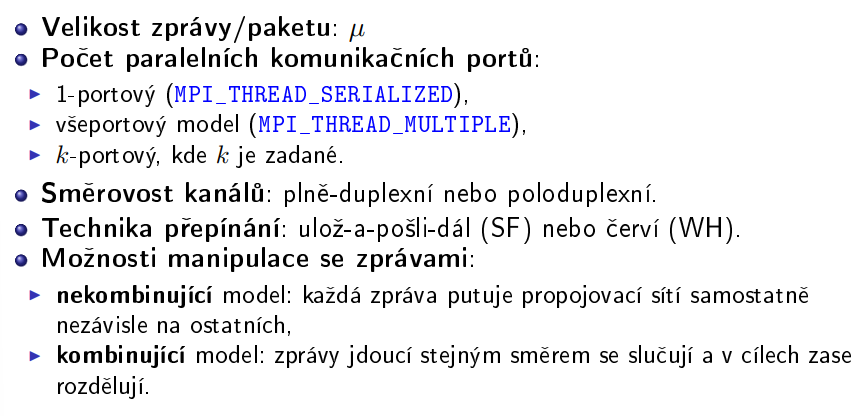 Velikost zprávy/paketu: μ
Počet paralelních komunikačních portů:
1-portový (MPI_THREAD_SERIALIZED),
všeportový model (MPI_THREAD_MULTIPLE),
k-portový, kde k je zadané.
Směrovost kanálů: plně-duplexní nebo poloduplexní.
Technika přepínání: ulož-a-pošli-dál (SF) nebo červí (WH).
Možnosti manipulace se zprávami:
nekombinující model: každá zpráva putuje propojovací sítí samostatně
nezávisle na ostatních,
kombinující model: zprávy jdoucí stejným směrem se slučují a v cílech zase
rozdělují.